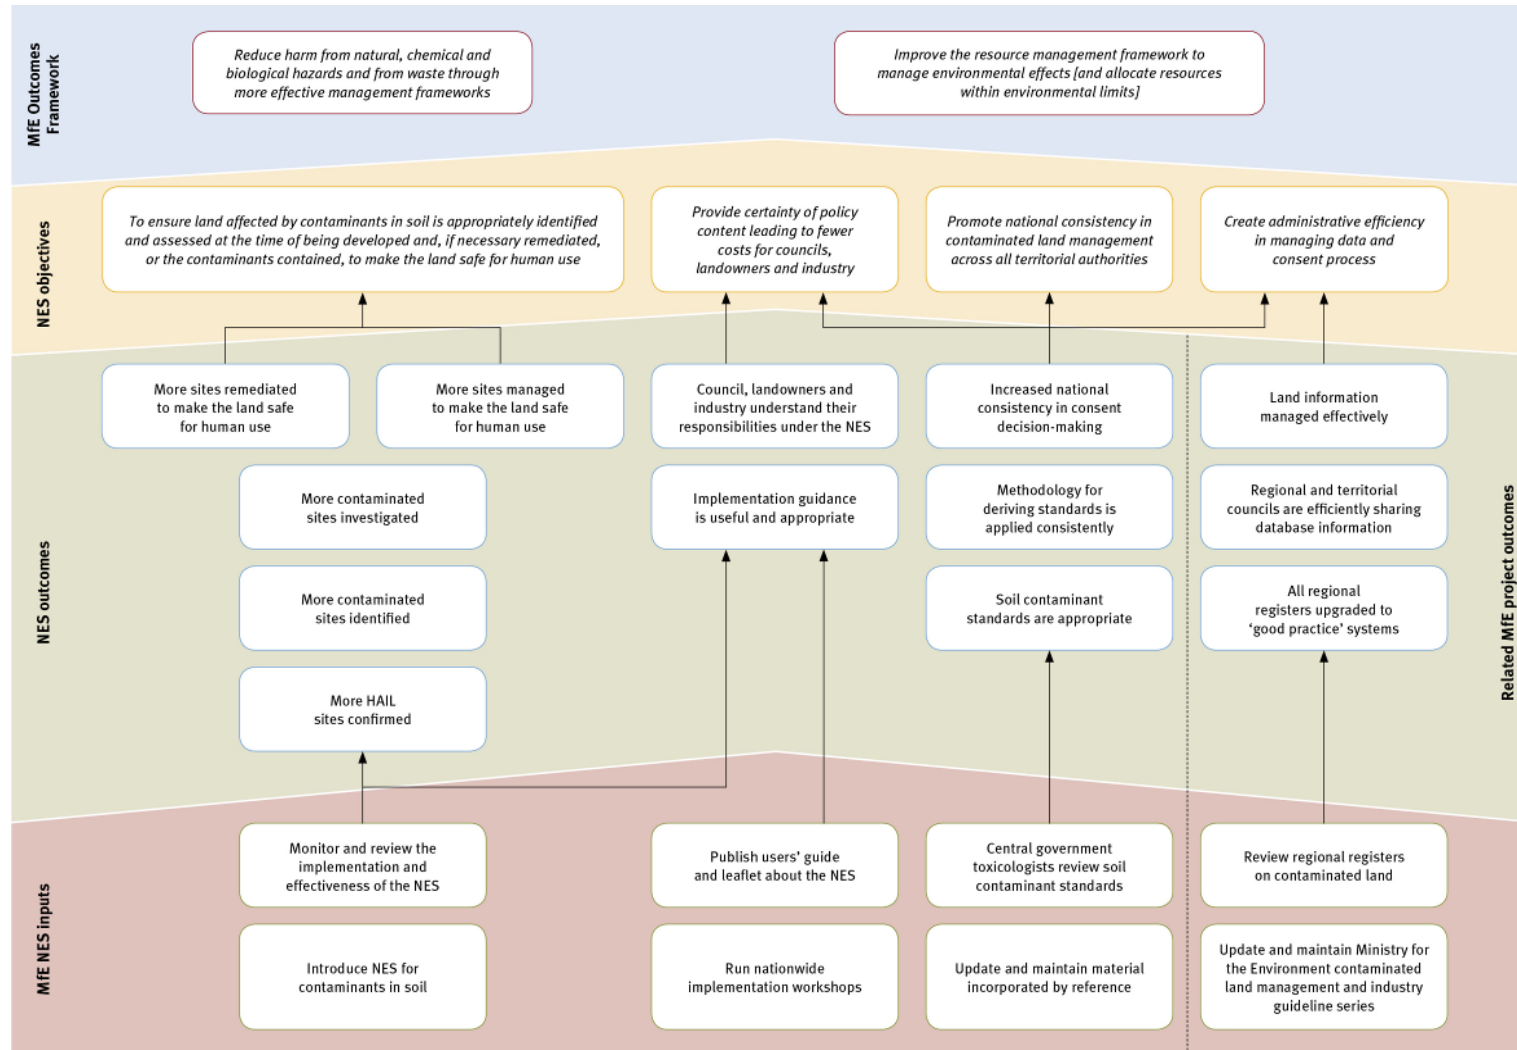 MfE Outcomes
Framework
Reduce harm from natural, chemical and
biological hazards and from waste through
more effective management frameworks
Improve the resource management framework to
manage environmental effects [and allocate resources
within environmental limits]
NES objectives
To ensure land affected by contaminants in soil is appropriately identified
and assessed at the time of being developed and, if necessary remediated,
or the contaminants contained, to make the land safe for human use
Provide certainty of policy
content leading to fewer
costs for councils,
landowners and industry
Promote national consistency in
contaminated land management
across all territorial authorities
Create administrative efficiency
in managing data and
consent process
NES outcomes
More sites remediated
to make the land safe
for human use
More sites managed
to make the land safe
for human use
Council, landowners and
industry understand their
responsibilities under the NES
Increased national
consistency in consent
decision-making
Land information
managed effectively
More contaminated
sites investigated
Implementation guidance
is useful and appropriate
Methodology for
deriving standards is
applied consistently
Regional and territorial
councils are efficiently sharing
database information
More contaminated
sites identified
Soil contaminant
standards are appropriate
All regional
registers upgraded to
‘good practice’ systems
More HAIL
sites confirmed
Related MfE project outcomes
MfE NES inputs
Monitor and review the
implementation and
effectiveness of the NES
Publish users’ guide
and leaflet about the NES
Central government
toxicologists review soil
contaminant standards
Review regional registers
on contaminated land
Introduce NES for
contaminants in soil
Run nationwide
implementation workshops
Update and maintain material
incorporated by reference
Update and maintain Ministry for
the Environment contaminated
land management and industry
guideline series